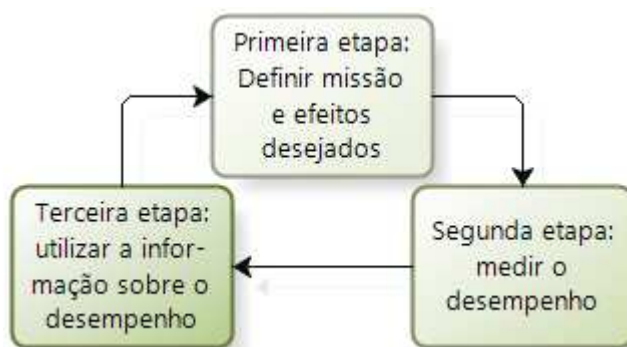 Primeira etapa:
Definir missão
e efeitos
desejados
Terceira etapa:
utilizar a infor-
mação sobre o
desempenho
Segunda etapa:
medir o
desempenho